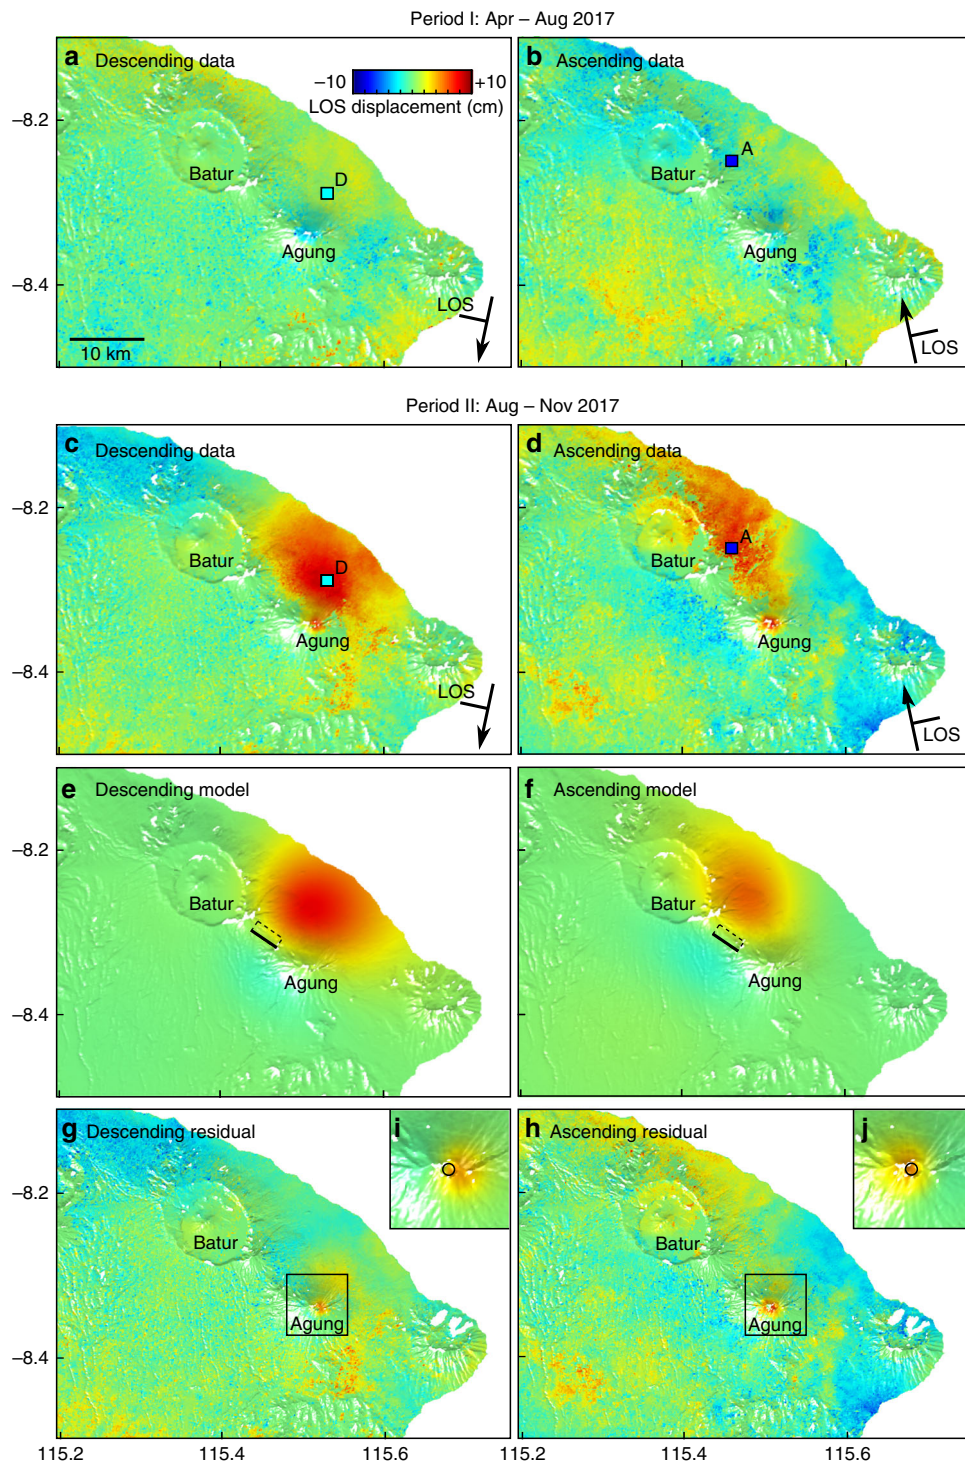 Period I: Apr – Aug 2017
a Descending data
−10 +10
LOS displacement (cm)
−8.2
Batur
D
Agung
−8.4
LOS
10 km
b Ascending data
A
Batur
Agung
LOS
Period II: Aug – Nov 2017
c Descending data
−8.2
Batur
D
Agung
−8.4
LOS
d Ascending data
A
Batur
Agung
LOS
e Descending model
−8.2
Batur
Agung
−8.4
f Ascending model
Batur
Agung
g Descending residual
i
−8.2
Batur
Agung
−8.4
115.2 115.4 115.6
h Ascending residual
j
Batur
Agung
115.2 115.4 115.6